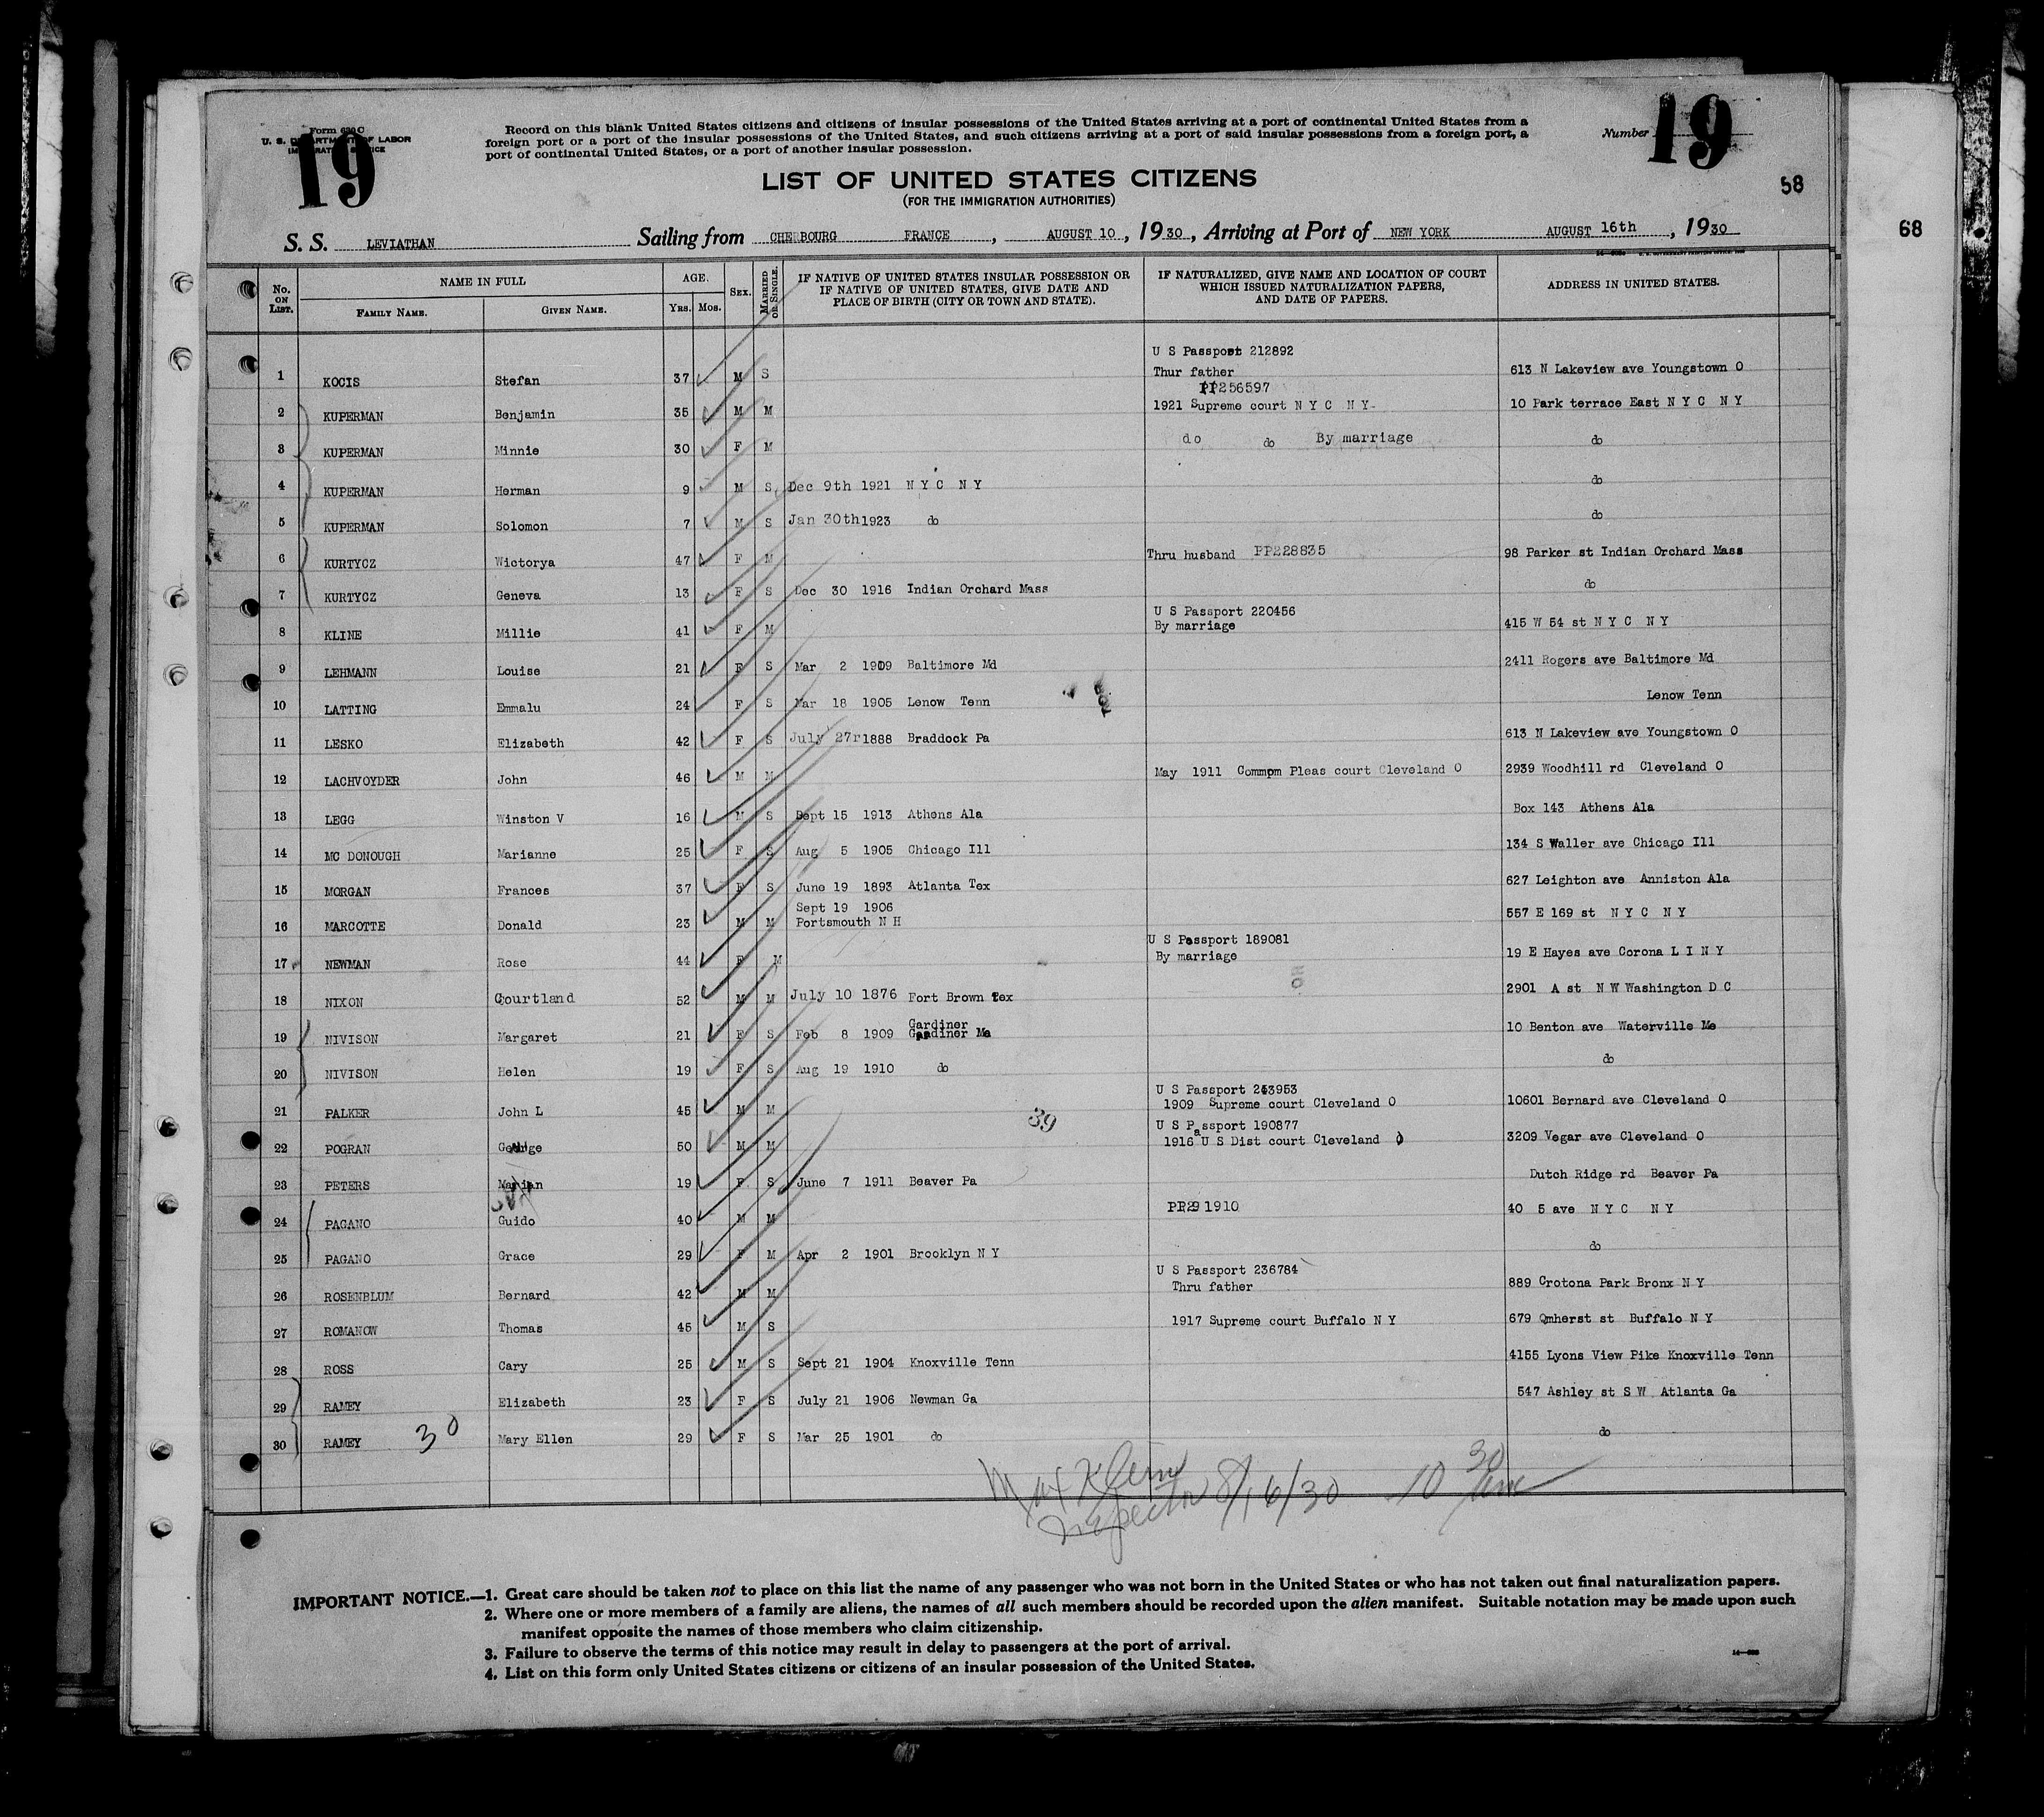 19
Form 630 C
U. S. DEPARTMENT OF LABOR
IMMIGRATION SERVICE
Record on this blank United States citizens and citizens of insular possessions of the United States arriving at a port of continental United States from a
foreign port or a port of the insular possessions of the United States, and such citizens arriving at a port of said insular possessions from a foreign port, a
port of continental United States, or a port of another insular possession.
Number 19
58
68
LIST OF UNITED STATES CITIZENS
(FOR THE IMMIGRATION AUTHORITIES)
S. S. LEVIATHAN Sailing from CHERBOURG FRANCE , AUGUST 10 , 1930 , Arriving at Port of NEW YORK AUGUST 16th , 1930
No. ON LIST. NAME IN FULL FAMILY NAME. GIVEN NAME. AGE. YRS. MOS. SEX. MARRIED OR SINGLE. IF NATIVE OF UNITED STATES INSULAR POSSESSION OR IF NATIVE OF UNITED STATES, GIVE DATE AND PLACE OF BIRTH (CITY OR TOWN AND STATE). IF NATURALIZED, GIVE NAME AND LOCATION OF COURT WHICH ISSUED NATURALIZATION PAPERS, AND DATE OF PAPERS. ADDRESS IN UNITED STATES.
U S Passport 212892
1 KOCIS Stefan 37 M S Thur father 613 N Lakeview ave Youngstown O
PP256597
2 KUPERMAN Benjamin 35 M M 1921 Supreme court N Y C N Y 10 Park terrace East N Y C N Y
3 KUPERMAN Minnie 30 F M do do By marriage do
4 KUPERMAN Herman 9 M S Dec 9th 1921 N Y C N Y do
5 KUPERMAN Solomon 7 M S Jan 30th 1923 do do
6 KURTYCZ Wictorya 47 F M Thru husband PP228835 98 Parker st Indian Orchard Mass
7 KURTYCZ Geneva 13 F S Dec 30 1916 Indian Orchard Mass do
U S Passport 220456
8 KLINE Millie 41 F M By marriage 415 W 54 st N Y C N Y
9 LEHMANN Louise 21 F S Mar 2 1909 Baltimore Md 2411 Rogers ave Baltimore Md
10 LATTING Emmalu 24 F S Mar 18 1905 Lenow Tenn Lenow Tenn
11 LESKO Elizabeth 42 F S July 27r1888 Braddock Pa 613 N Lakeview ave Youngstown O
12 LACHVOYDER John 46 M M May 1911 Commpm Pleas court Cleveland O 2939 Woodhill rd Cleveland O
13 LEGG Winston V 16 M S Sept 15 1913 Athens Ala Box 143 Athens Ala
14 MC DONOUGH Marianne 25 F S Aug 5 1905 Chicago Ill 134 S Waller ave Chicago Ill
15 MORGAN Frances 37 F S June 19 1893 Atlanta Tex 627 Leighton ave Anniston Ala
Sept 19 1906
16 MARCOTTE Donald 23 M M Portsmouth N H 557 E 169 st N Y C N Y
U S Passport 189081
17 NEWMAN Rose 44 F M By marriage 19 E Hayes ave Corona L I N Y
18 NIXON Courtland 52 M M July 10 1876 Fort Brown Tex 2901 A st N W Washington D C
Gardiner
19 NIVISON Margaret 21 F S Feb 8 1909 Gardiner Me 10 Benton ave Waterville Me
20 NIVISON Helen 19 F S Aug 19 1910 do do
U S Passport 243953
21 PALKER John L 45 M M 1909 Supreme court Cleveland O 10601 Bernard ave Cleveland O
39
U S Passport 190877
22 POGRAN George 50 M M 1916 U S Dist court Cleveland O 3209 Vegar ave Cleveland O
23 PETERS Marian 19 F S June 7 1911 Beaver Pa Dutch Ridge rd Beaver Pa
24 PAGANO Guido 40 M M PP291910 40 5 ave N Y C N Y
25 PAGANO Grace 29 F M Apr 2 1901 Brooklyn N Y do
U S Passport 236784
26 ROSENBLUM Bernard 42 M M Thru father 889 Crotona Park Bronx N Y
27 ROMANOW Thomas 45 M S 1917 Supreme court Buffalo N Y 679 Qmherst st Buffalo N Y
28 ROSS Cary 25 M S Sept 21 1904 Knoxville Tenn 4155 Lyons View Pike Knoxville Tenn
29 RAMEY Elizabeth 23 F S July 21 1906 Newman Ga 547 Ashley st S W Atlanta Ga
30 RAMEY 30 Mary Ellen 29 F S Mar 25 1901 do do
Max Klein 8/16/30 10 30 am
Inspector
IMPORTANT NOTICE.—1. Great care should be taken not to place on this list the name of any passenger who was not born in the United States or who has not taken out final naturalization papers.
2. Where one or more members of a family are aliens, the names of all such members should be recorded upon the alien manifest. Suitable notation may be made upon such
manifest opposite the names of those members who claim citizenship.
3. Failure to observe the terms of this notice may result in delay to passengers at the port of arrival.
4. List on this form only United States citizens or citizens of an insular possession of the United States.